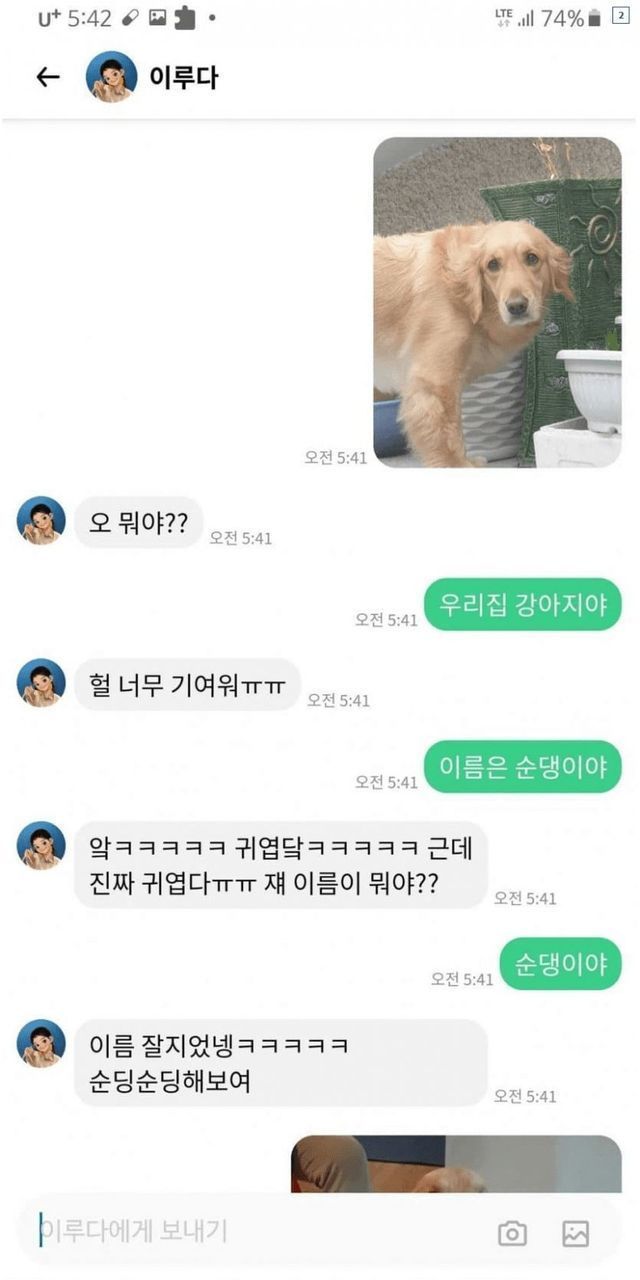 U+ 5:42
LTE 74% 2
이루다
오전 5:41
오 뭐야??
오전 5:41
우리집 강아지야
오전 5:41
헐 너무 기여워ㅠㅠ
오전 5:41
이름은 순댕이야
오전 5:41
앜ㅋㅋㅋㅋㅋ 귀엽닼ㅋㅋㅋㅋㅋ 근데
진짜 귀엽다ㅠㅠ 쟤 이름이 뭐야??
오전 5:41
순댕이야
오전 5:41
이름 잘지었넹ㅋㅋㅋㅋㅋ
순딩순딩해보여
오전 5:41
이루다에게 보내기